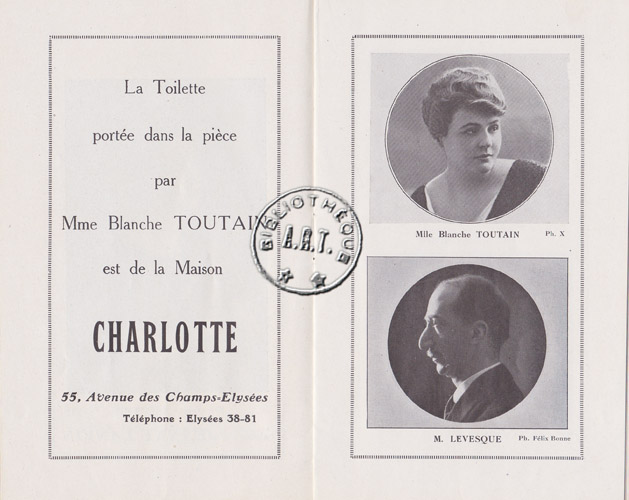 La Toilette
portée dans la pièce
par
Mme Blanche TOUTAIN
est de la Maison
CHARLOTTE
55, Avenue des Champs-Elysées
Téléphone : Elysées 38-81
BIBLIOTHÈQUE
A.R.T.
Mlle Blanche TOUTAIN Ph. X
M. LEVESQUE Ph. Félix Bonne